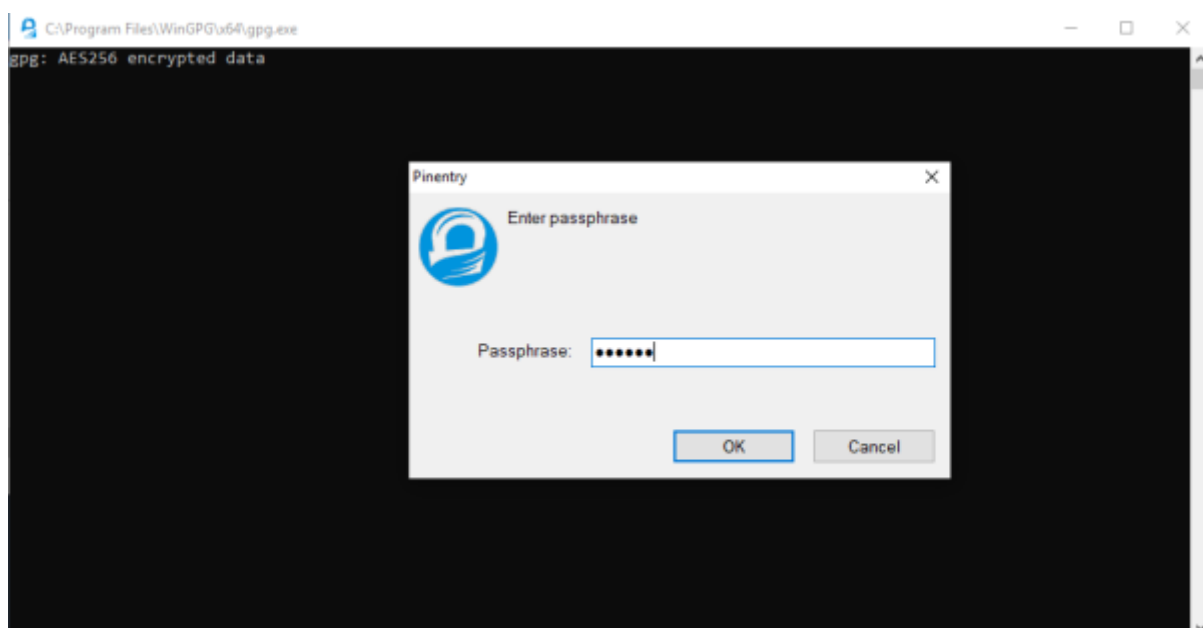 C:\Program Files\WinGPG\x64\gpg.exe
gpg: AES256 encrypted data
Pinentry
Enter passphrase
Passphrase: ●●●●●●
OK Cancel